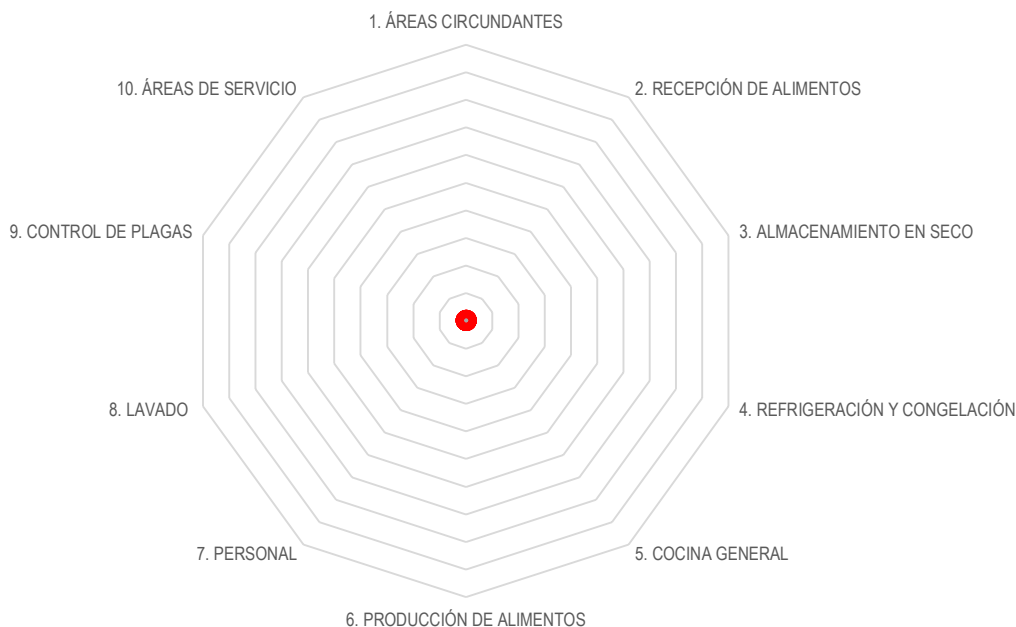 1. ÁREAS CIRCUNDANTES
10. ÁREAS DE SERVICIO
2. RECEPCIÓN DE ALIMENTOS
9. CONTROL DE PLAGAS
3. ALMACENAMIENTO EN SECO
8. LAVADO
4. REFRIGERACIÓN Y CONGELACIÓN
7. PERSONAL
5. COCINA GENERAL
6. PRODUCCIÓN DE ALIMENTOS